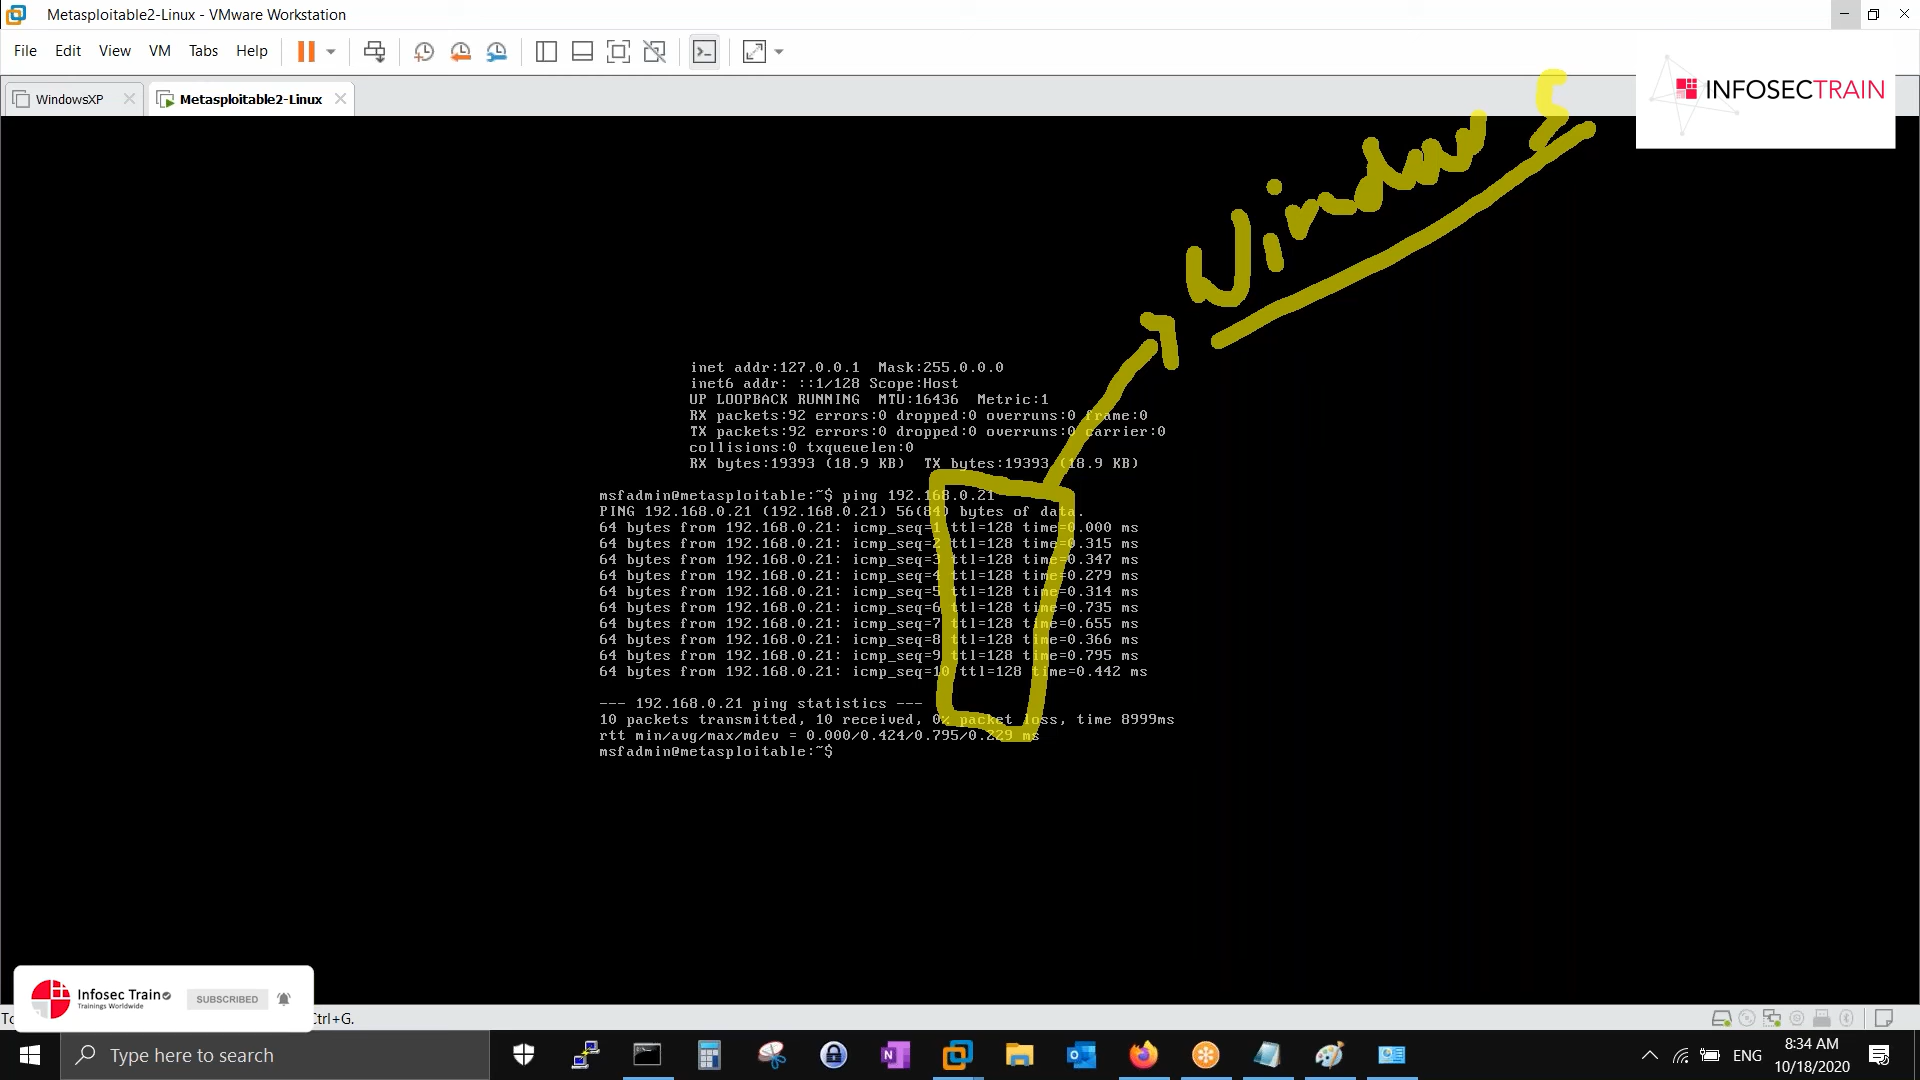 Metasploitable2-Linux - VMware Workstation
File Edit View VM Tabs Help
WindowsXP Metasploitable2-Linux
INFOSECTRAIN
Windows
inet addr:127.0.0.1 Mask:255.0.0.0
inet6 addr: ::1/128 Scope:Host
UP LOOPBACK RUNNING MTU:16436 Metric:1
RX packets:92 errors:0 dropped:0 overruns:0 frame:0
TX packets:92 errors:0 dropped:0 overruns:0 carrier:0
collisions:0 txqueuelen:0
RX bytes:19393 (18.9 KB) TX bytes:19393 (18.9 KB)
msfadmin@metasploitable:~$ ping 192.168.0.21
PING 192.168.0.21 (192.168.0.21) 56(84) bytes of data.
64 bytes from 192.168.0.21: icmp_seq=1 ttl=128 time=0.000 ms
64 bytes from 192.168.0.21: icmp_seq=2 ttl=128 time=0.315 ms
64 bytes from 192.168.0.21: icmp_seq=3 ttl=128 time=0.347 ms
64 bytes from 192.168.0.21: icmp_seq=4 ttl=128 time=0.279 ms
64 bytes from 192.168.0.21: icmp_seq=5 ttl=128 time=0.314 ms
64 bytes from 192.168.0.21: icmp_seq=6 ttl=128 time=0.735 ms
64 bytes from 192.168.0.21: icmp_seq=7 ttl=128 time=0.655 ms
64 bytes from 192.168.0.21: icmp_seq=8 ttl=128 time=0.366 ms
64 bytes from 192.168.0.21: icmp_seq=9 ttl=128 time=0.795 ms
64 bytes from 192.168.0.21: icmp_seq=10 ttl=128 time=0.442 ms
--- 192.168.0.21 ping statistics ---
10 packets transmitted, 10 received, 0% packet loss, time 8999ms
rtt min/avg/max/mdev = 0.000/0.424/0.795/0.229 ms
msfadmin@metasploitable:~$
Infosec Train
Trainings Worldwide
SUBSCRIBED
Ctrl+G.
Type here to search
ENG
8:34 AM
10/18/2020